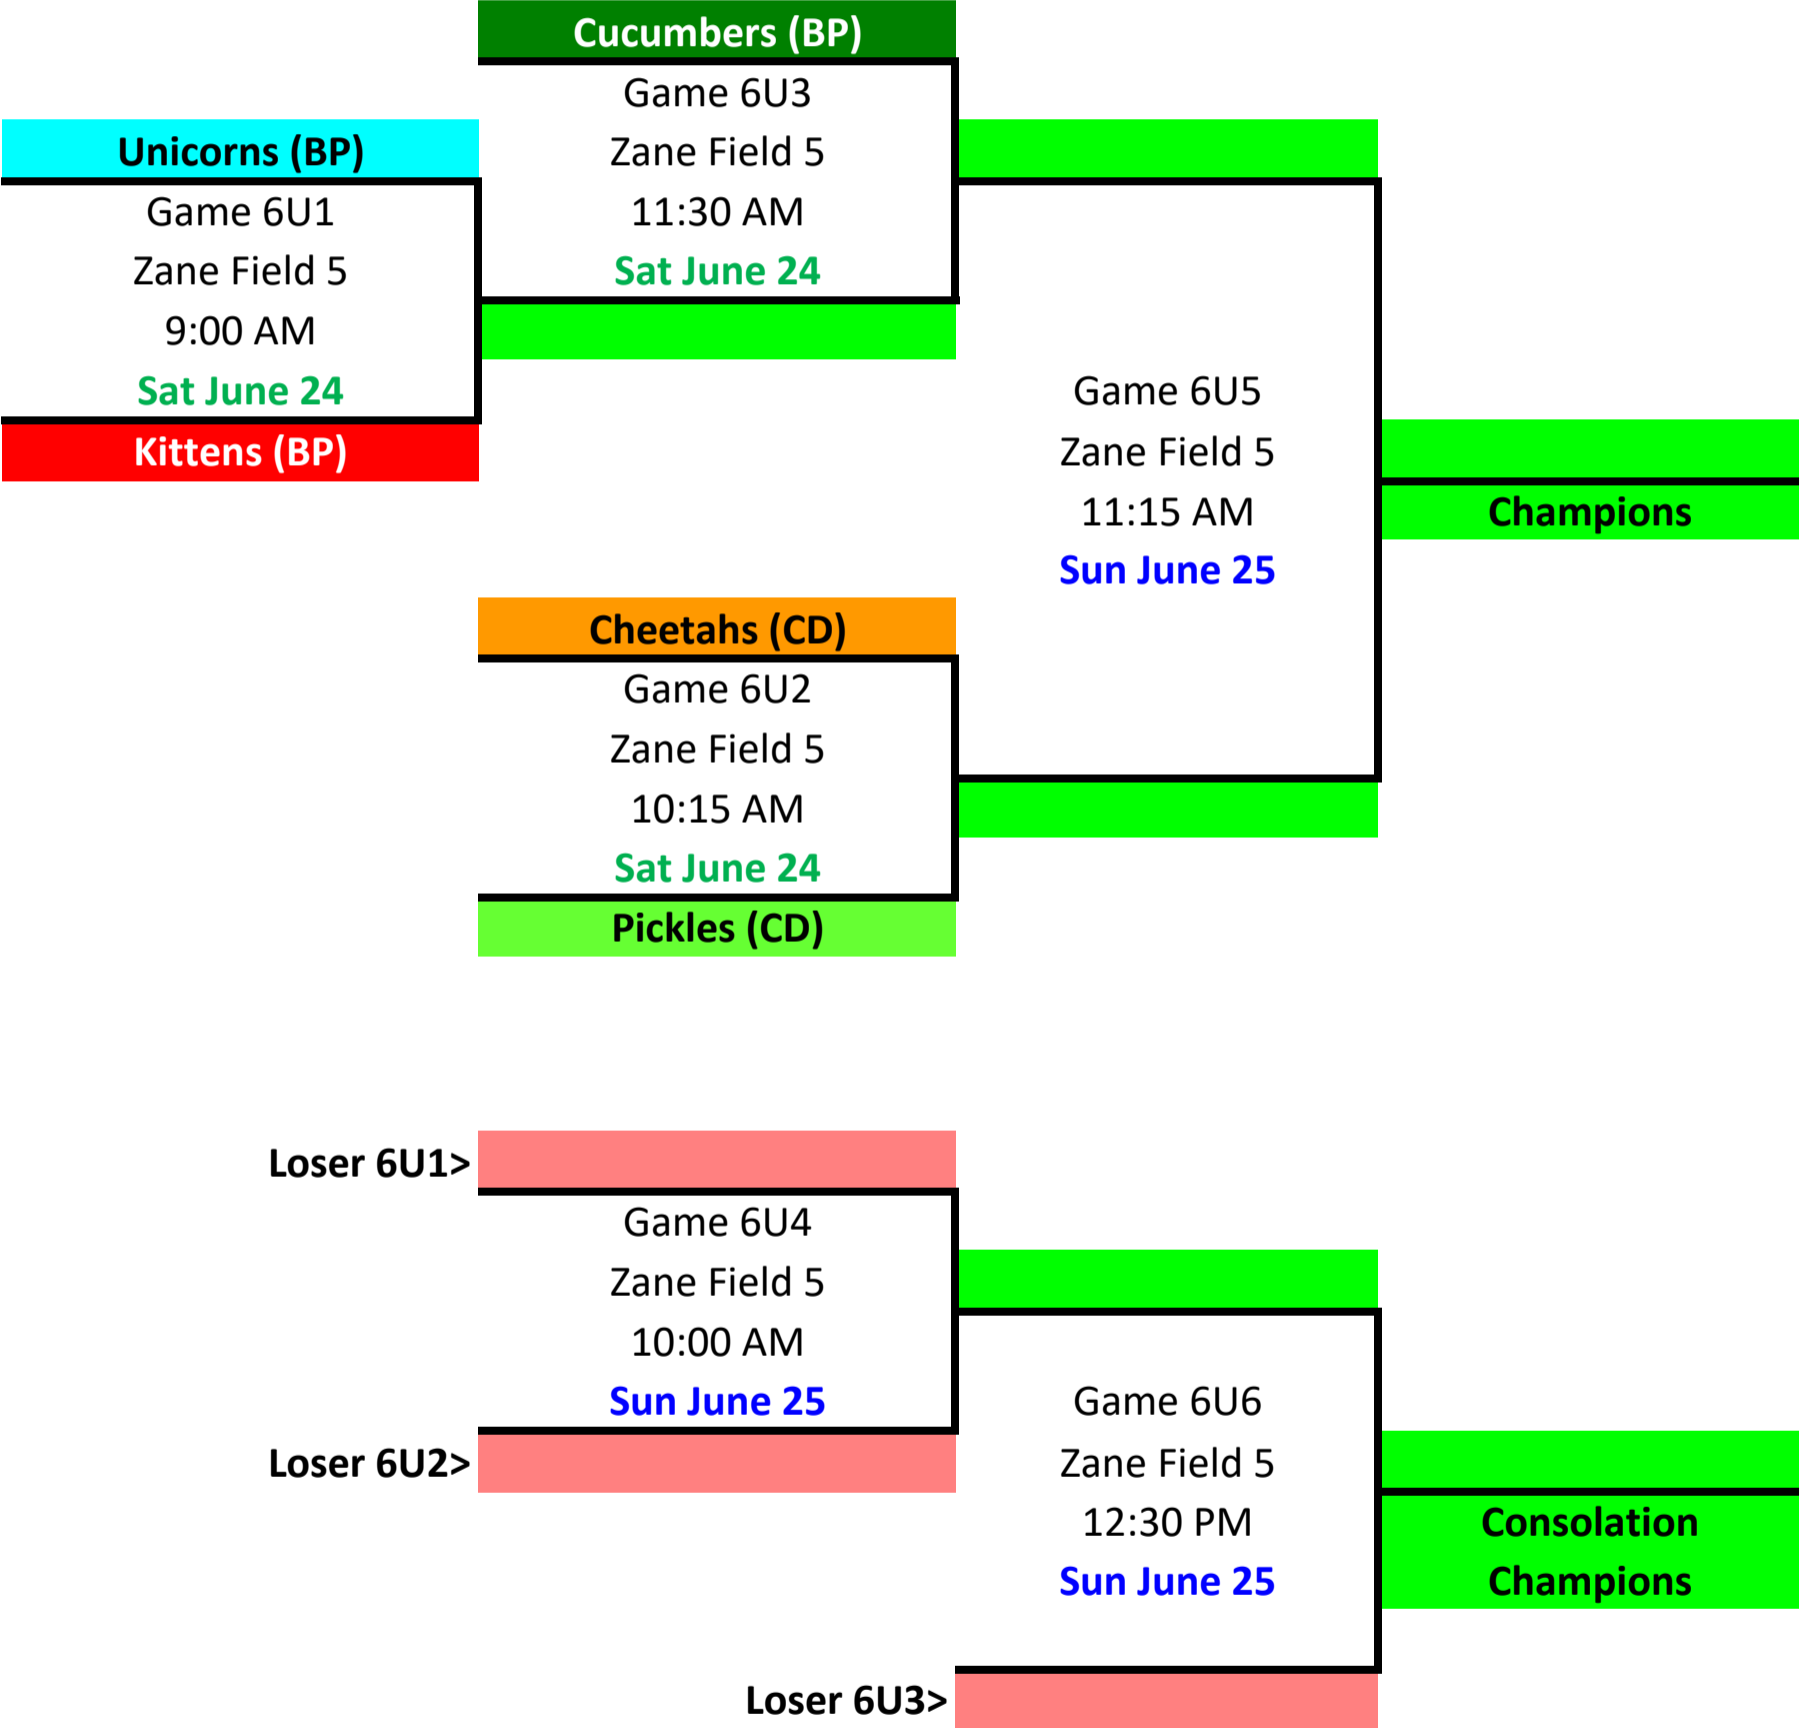 Cucumbers (BP)
Game 6U3
Zane Field 5
11:30 AM
Sat June 24
Unicorns (BP)
Game 6U1
Zane Field 5
9:00 AM
Sat June 24
Kittens (BP)
Game 6U5
Zane Field 5
11:15 AM
Sun June 25
Champions
Cheetahs (CD)
Game 6U2
Zane Field 5
10:15 AM
Sat June 24
Pickles (CD)
Loser 6U1>
Game 6U4
Zane Field 5
10:00 AM
Sun June 25
Loser 6U2>
Game 6U6
Zane Field 5
12:30 PM
Sun June 25
Consolation
Champions
Loser 6U3>